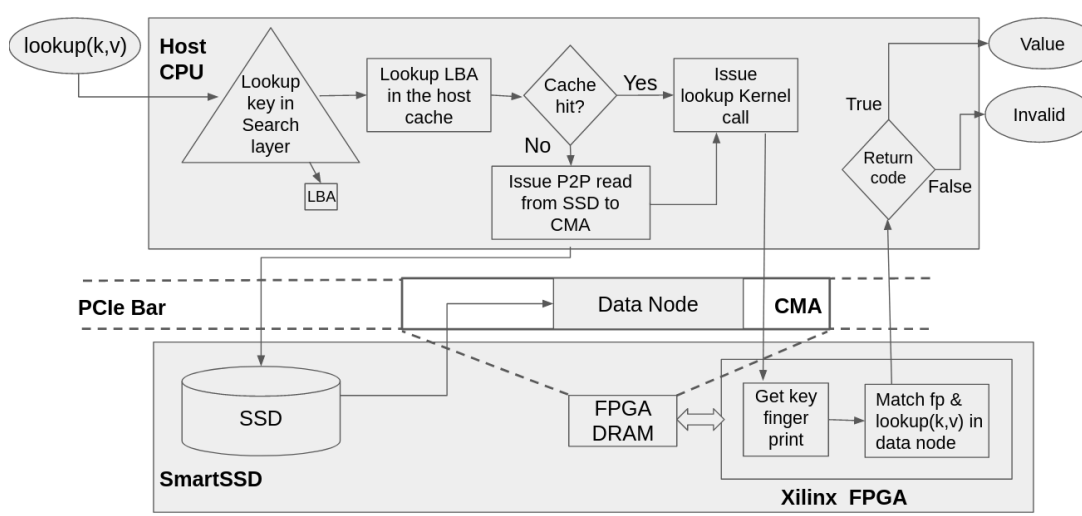 lookup(k,v)
Host
CPU
Lookup
key in
Search
layer
LBA
Lookup LBA
in the host
cache
Cache
hit?
Yes
No
Issue
lookup Kernel
call
Issue P2P read
from SSD to
CMA
True
Return
code
False
Value
Invalid
PCIe Bar
Data Node
CMA
SSD
SmartSSD
FPGA
DRAM
Get key
finger
print
Match fp &
lookup(k,v) in
data node
Xilinx FPGA